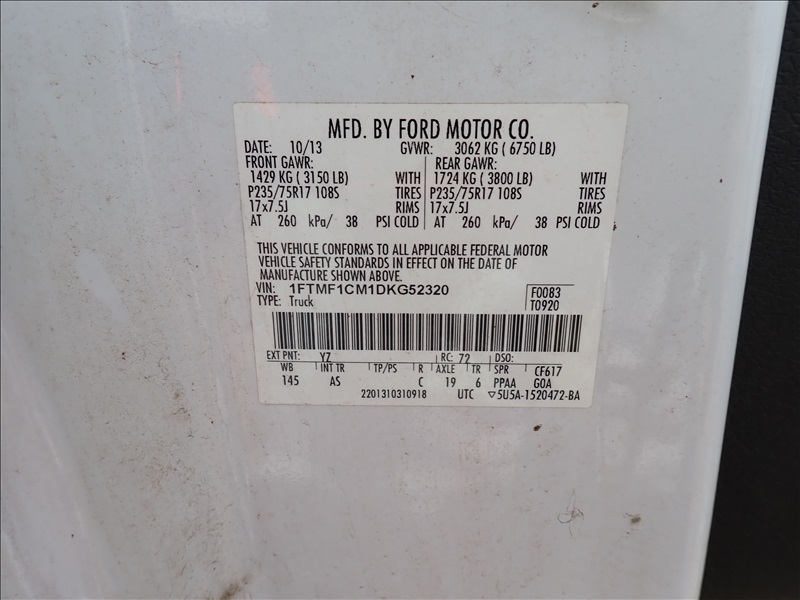 MFD. BY FORD MOTOR CO.
DATE: 10/13 GVWR: 3062 KG ( 6750 LB)
FRONT GAWR: REAR GAWR:
1429 KG ( 3150 LB) WITH 1724 KG ( 3800 LB) WITH
P235/75R17 108S TIRES P235/75R17 108S TIRES
17x7.5J RIMS 17x7.5J RIMS
AT 260 kPa/ 38 PSI COLD AT 260 kPa/ 38 PSI COLD
THIS VEHICLE CONFORMS TO ALL APPLICABLE FEDERAL MOTOR
VEHICLE SAFETY STANDARDS IN EFFECT ON THE DATE OF
MANUFACTURE SHOWN ABOVE.
VIN: 1FTMF1CM1DKG52320 F0083
TYPE: Truck T0920
EXT PNT: YZ RC: 72 DSO:
WB INT TR TP/PS R AXLE TR SPR CF617
145 AS C 19 6 PPAA GOA
2201310310918 UTC ▽5U5A-1520472-BA